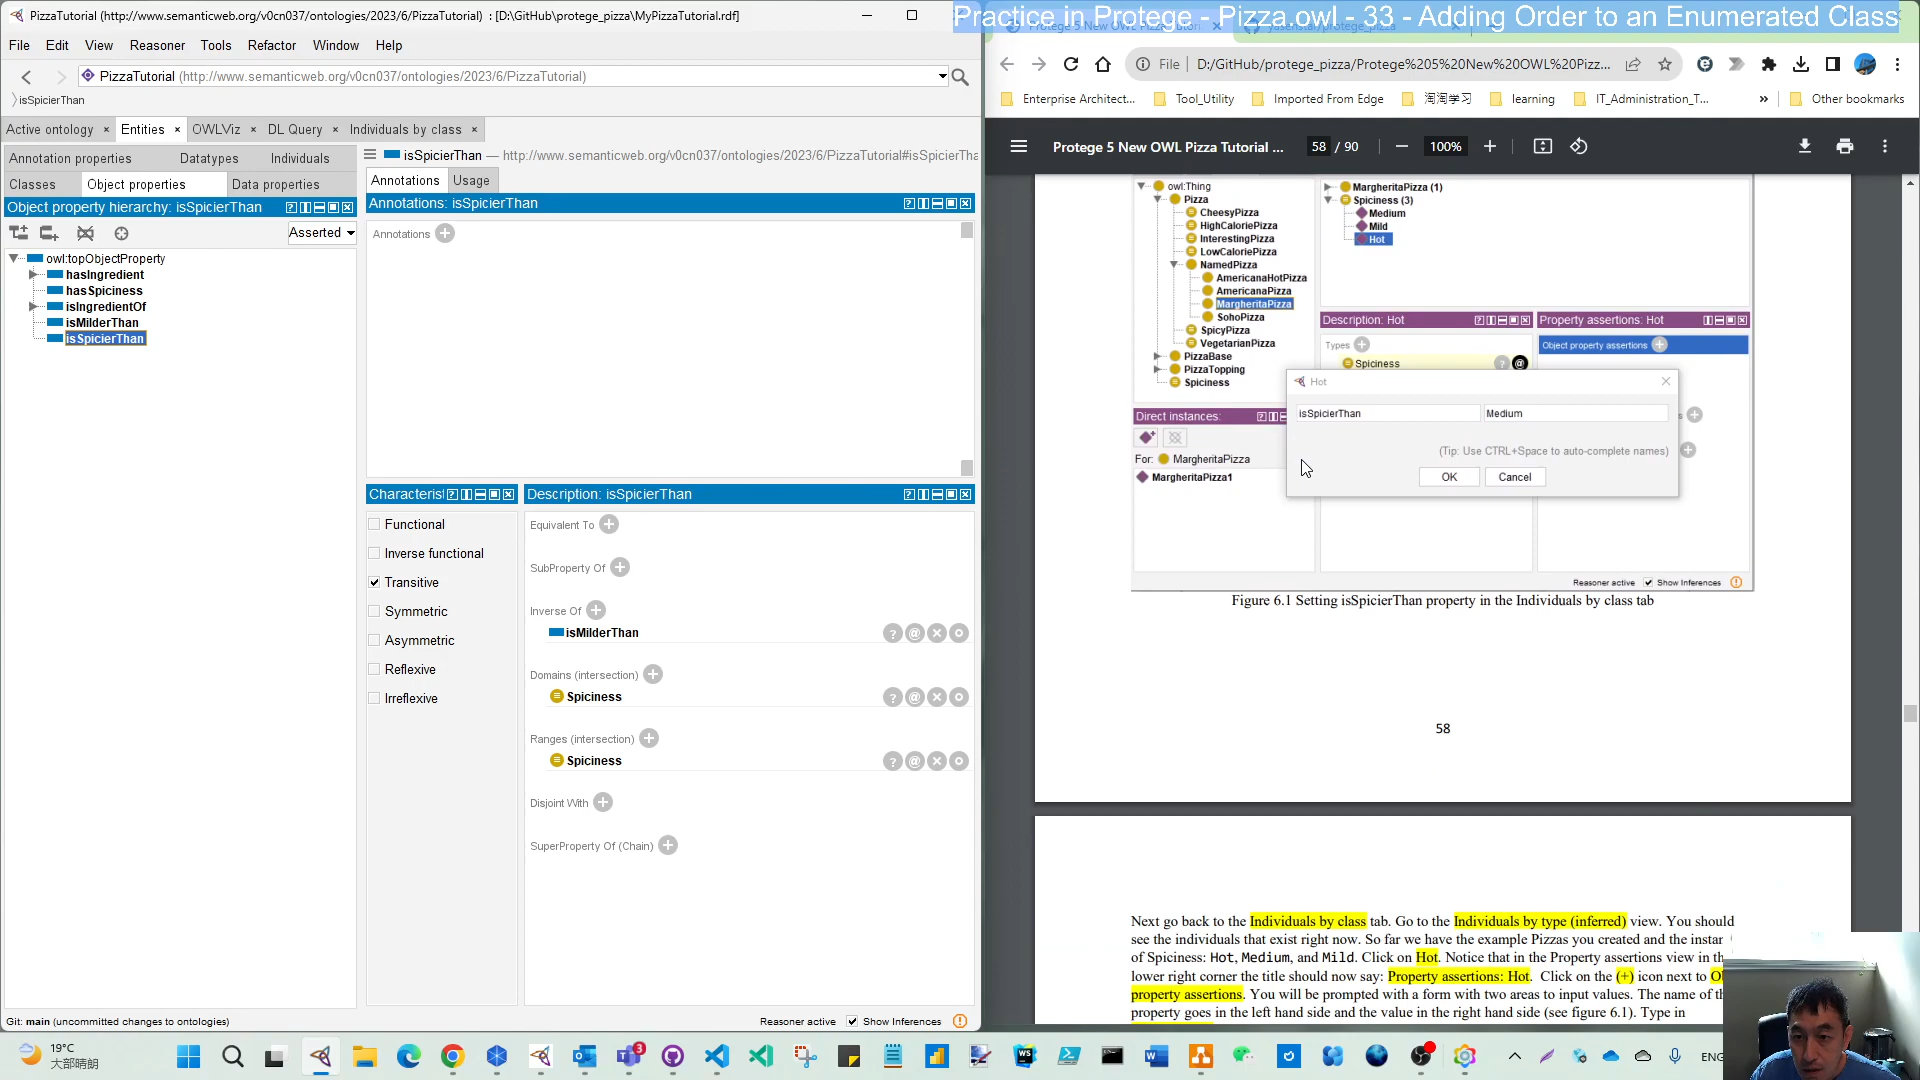 PizzaTutorial (http://www.semanticweb.org/v0cn037/ontologies/2023/6/PizzaTutorial) : [D:\GitHub\protege_pizza\MyPizzaTutorial.rdf]
Practice in Protege - Pizza.owl - 33 - Adding Order to an Enumerated Class
File Edit View Reasoner Tools Refactor Window Help
PizzaTutorial (http://www.semanticweb.org/v0cn037/ontologies/2023/6/PizzaTutorial)
File D:/GitHub/protege_pizza/Protege%205%20New%20OWL%20Pizz...
isSpicierThan
Enterprise Architect... Tool_Utility Imported From Edge 淘淘学习 learning IT_Administration_T... » Other bookmarks
Active ontology × Entities × OWLViz × DL Query × Individuals by class ×
Annotation properties Datatypes Individuals
Classes Object properties Data properties
Object property hierarchy: isSpicierThan
Asserted
owl:topObjectProperty
hasIngredient
hasSpiciness
isIngredientOf
isMilderThan
isSpicierThan
isSpicierThan — http://www.semanticweb.org/v0cn037/ontologies/2023/6/PizzaTutorial#isSpicierTha
Annotations Usage
Annotations: isSpicierThan
Annotations
Characterist
Functional
Inverse functional
Transitive
Symmetric
Asymmetric
Reflexive
Irreflexive
Description: isSpicierThan
Equivalent To
SubProperty Of
Inverse Of
isMilderThan
Domains (intersection)
Spiciness
Ranges (intersection)
Spiciness
Disjoint With
SuperProperty Of (Chain)
Git: main (uncommitted changes to ontologies)
Reasoner active Show Inferences
Protege 5 New OWL Pizza Tutorial ... 58 / 90 100%
owl:Thing
Pizza
CheesyPizza
HighCaloriePizza
InterestingPizza
LowCaloriePizza
NamedPizza
AmericanaHotPizza
AmericanaPizza
MargheritaPizza
SohoPizza
SpicyPizza
VegetarianPizza
PizzaBase
PizzaTopping
Spiciness
MargheritaPizza (1)
Spiciness (3)
Medium
Mild
Hot
Description: Hot
Types
Spiciness
Property assertions: Hot
Object property assertions
Hot
isSpicierThan Medium
(Tip: Use CTRL+Space to auto-complete names)
OK Cancel
Direct instances:
For: MargheritaPizza
MargheritaPizza1
Reasoner active Show Inferences
Figure 6.1 Setting isSpicierThan property in the Individuals by class tab
58
Next go back to the Individuals by class tab. Go to the Individuals by type (inferred) view. You should
see the individuals that exist right now. So far we have the example Pizzas you created and the instan
of Spiciness: Hot, Medium, and Mild. Click on Hot. Notice that in the Property assertions view in th
lower right corner the title should now say: Property assertions: Hot. Click on the (+) icon next to O
property assertions. You will be prompted with a form with two areas to input values. The name of th
property goes in the left hand side and the value in the right hand side (see figure 6.1). Type in
19°C
大部晴朗
3
ENG